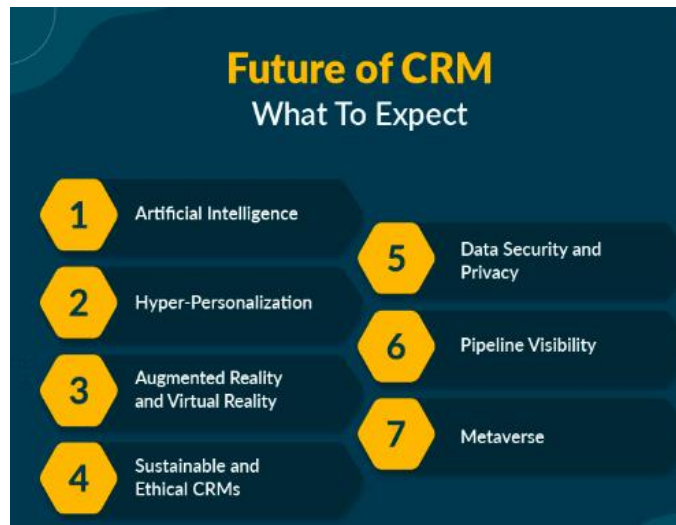 Future of CRM
What To Expect
1
Artificial Intelligence
2
Hyper-Personalization
3
Augmented Reality
and Virtual Reality
4
Sustainable and
Ethical CRMs
5
Data Security and
Privacy
6
Pipeline Visibility
7
Metaverse